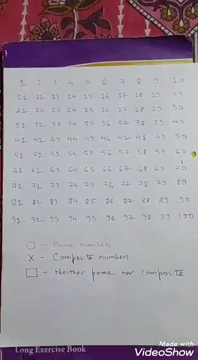 1 2 3 4 5 6 7 8 9 10
11 12 13 14 15 16 17 18 19 20
21 22 23 24 25 26 27 28 29 30
31 32 33 34 35 36 37 38 39 40
41 42 43 44 45 46 47 48 49 50
51 52 53 54 55 56 57 58 59 60
61 62 63 64 65 66 67 68 69 70
71 72 73 74 75 76 77 78 79 80
81 82 83 84 85 86 87 88 89 90
91 92 93 94 95 96 97 98 99 100
○ - Prime numbers
X - Composite numbers
□ - Neither prime nor composite
Long Exercise Book
Made with
VideoShow